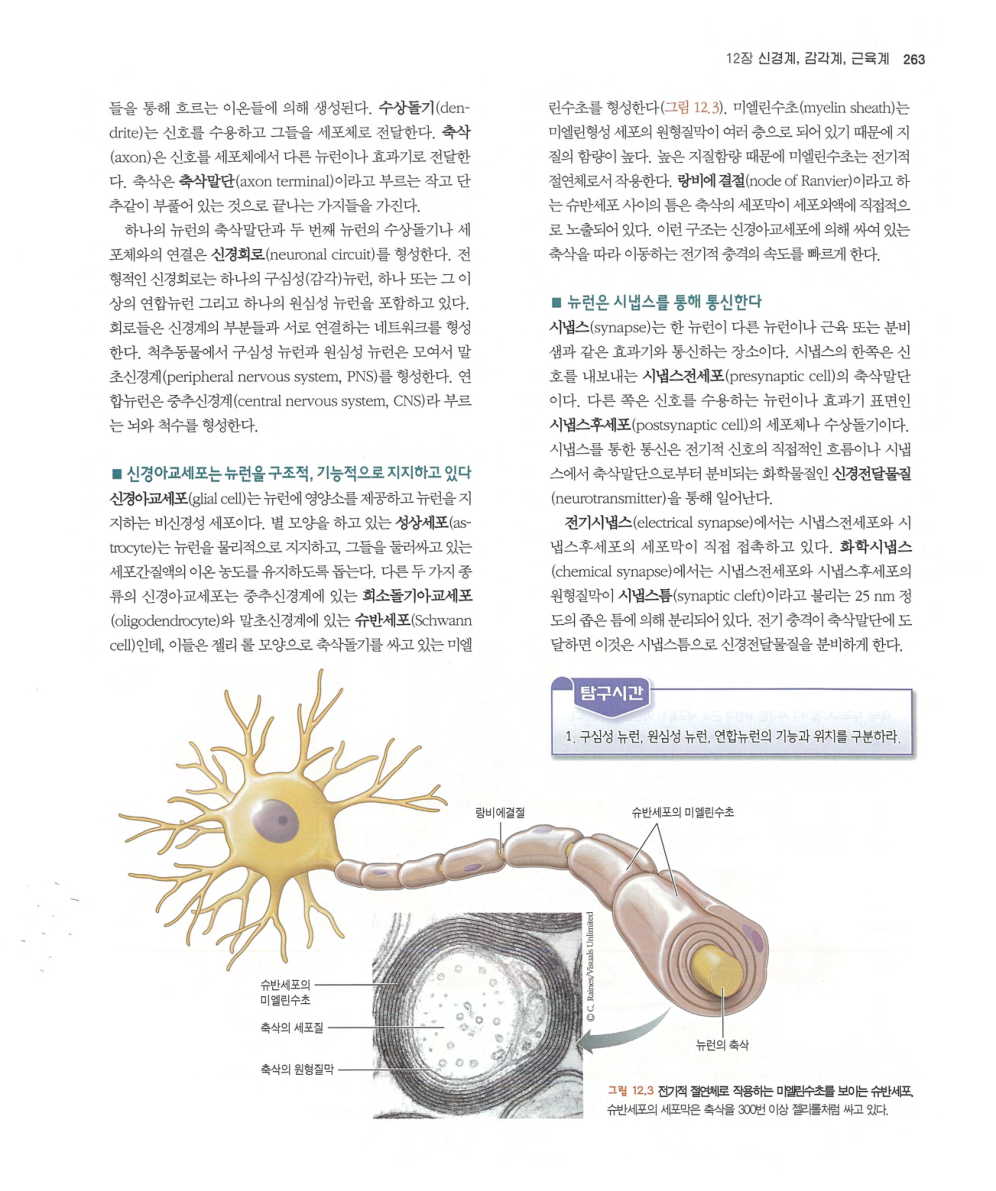 12장 신경계, 감각계, 근육계 263
들을 통해 흐르는 이온들에 의해 생성된다. 수상돌기(den-
drite)는 신호를 수용하고 그들을 세포체로 전달한다. 축삭
(axon)은 신호를 세포체에서 다른 뉴런이나 효과기로 전달한
다. 축삭은 축삭말단(axon terminal)이라고 부르는 작고 단
추같이 부풀어 있는 것으로 끝나는 가지들을 가진다.
하나의 뉴런의 축삭말단과 두 번째 뉴런의 수상돌기나 세
포체와의 연결은 신경회로(neuronal circuit)를 형성한다. 전
형적인 신경회로는 하나의 구심성(감각)뉴런, 하나 또는 그 이
상의 연합뉴런 그리고 하나의 원심성 뉴런을 포함하고 있다.
회로들은 신경계의 부분들과 서로 연결하는 네트워크를 형성
한다. 척추동물에서 구심성 뉴런과 원심성 뉴런은 모여서 말
초신경계(peripheral nervous system, PNS)를 형성한다. 연
합뉴런은 중추신경계(central nervous system, CNS)라 부르
는 뇌와 척수를 형성한다.
■ 신경아교세포는 뉴런을 구조적, 기능적으로 지지하고 있다
신경아교세포(glial cell)는 뉴런에 영양소를 제공하고 뉴런을 지
지하는 비신경성 세포이다. 별 모양을 하고 있는 성상세포(as-
trocyte)는 뉴런을 물리적으로 지지하고, 그들을 둘러싸고 있는
세포간질액의 이온 농도를 유지하도록 돕는다. 다른 두 가지 종
류의 신경아교세포는 중추신경계에 있는 희소돌기아교세포
(oligodendrocyte)와 말초신경계에 있는 슈반세포(Schwann
cell)인데, 이들은 젤리 롤 모양으로 축삭돌기를 싸고 있는 미엘
린수초를 형성한다(그림 12.3). 미엘린수초(myelin sheath)는
미엘린형성 세포의 원형질막이 여러 층으로 되어 있기 때문에 지
질의 함량이 높다. 높은 지질함량 때문에 미엘린수초는 전기적
절연체로서 작용한다. 랑비에 결절(node of Ranvier)이라고 하
는 슈반세포 사이의 틈은 축삭의 세포막이 세포외액에 직접적으
로 노출되어 있다. 이런 구조는 신경아교세포에 의해 싸여 있는
축삭을 따라 이동하는 전기적 충격의 속도를 빠르게 한다.
■ 뉴런은 시냅스를 통해 통신한다
시냅스(synapse)는 한 뉴런이 다른 뉴런이나 근육 또는 분비
샘과 같은 효과기와 통신하는 장소이다. 시냅스의 한쪽은 신
호를 내보내는 시냅스전세포(presynaptic cell)의 축삭말단
이다. 다른 쪽은 신호를 수용하는 뉴런이나 효과기 표면인
시냅스후세포(postsynaptic cell)의 세포체나 수상돌기이다.
시냅스를 통한 통신은 전기적 신호의 직접적인 흐름이나 시냅
스에서 축삭말단으로부터 분비되는 화학물질인 신경전달물질
(neurotransmitter)을 통해 일어난다.
전기시냅스(electrical synapse)에서는 시냅스전세포와 시
냅스후세포의 세포막이 직접 접촉하고 있다. 화학시냅스
(chemical synapse)에서는 시냅스전세포와 시냅스후세포의
원형질막이 시냅스틈(synaptic cleft)이라고 불리는 25 nm 정
도의 좁은 틈에 의해 분리되어 있다. 전기 충격이 축삭말단에 도
달하면 이것은 시냅스틈으로 신경전달물질을 분비하게 한다.
탐구시간
1. 구심성 뉴런, 원심성 뉴런, 연합뉴런의 기능과 위치를 구분하라.
랑비에결절
슈반세포의 미엘린수초
슈반세포의
미엘린수초
축삭의 세포질
축삭의 원형질막
© C. Raines/Visuals Unlimited
뉴런의 축삭
그림 12.3 전기적 절연체로 작용하는 미엘린수초를 보이는 슈반세포.
슈반세포의 세포막은 축삭을 300번 이상 젤리롤처럼 싸고 있다.